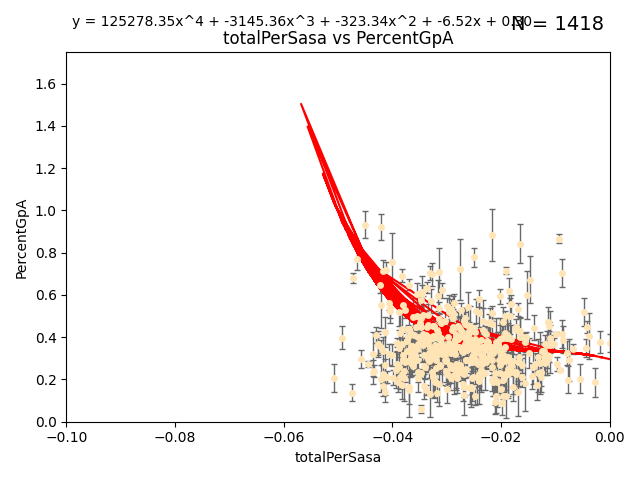 y = 125278.35x^4 + -3145.36x^3 + -323.34x^2 + -6.52x + 0.30
N = 1418
totalPerSasa vs PercentGpA
PercentGpA
1.6
1.4
1.2
1.0
0.8
0.6
0.4
0.2
0.0
−0.10 −0.08 −0.06 −0.04 −0.02 0.00
totalPerSasa